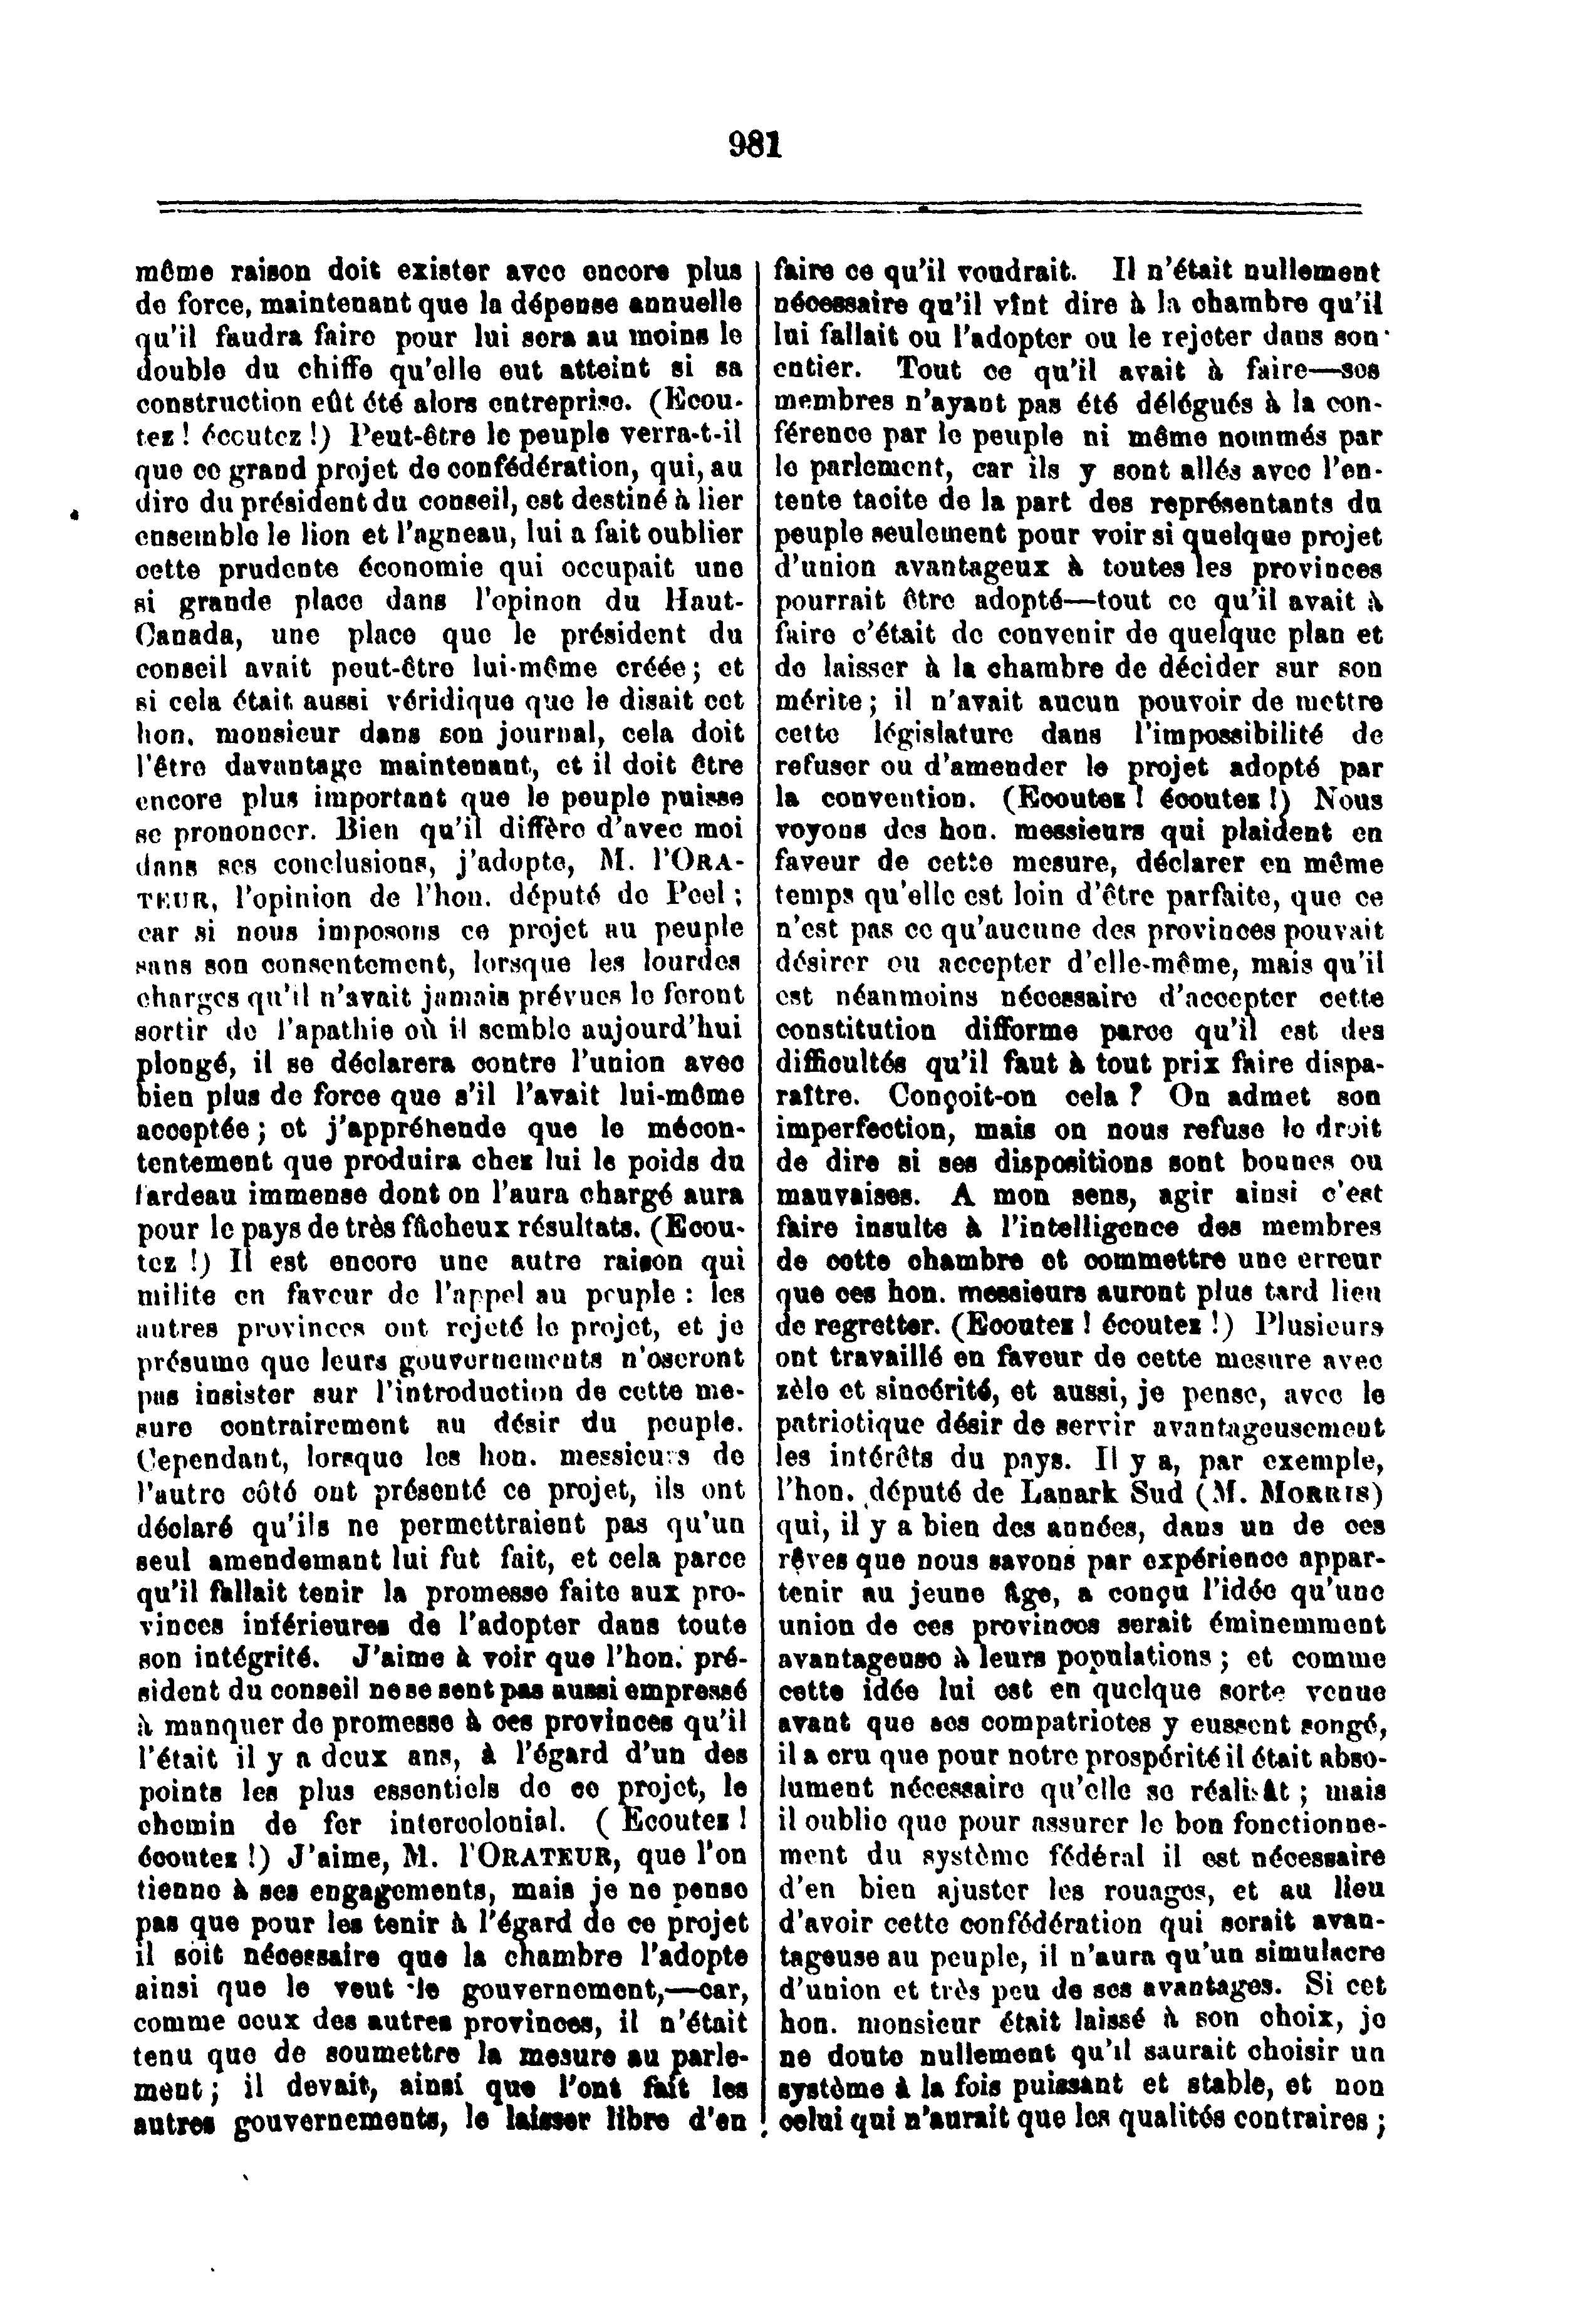 981
même raison doit exister avec encore plus
de force, maintenant que la dépense annuelle
qu'il faudra faire pour lui sera au moins le
double du chiffe qu'elle eut atteint si sa
construction eût été alors entreprise. (Ecou-
tez ! écoutez !) Peut-être le peuple verra-t-il
que ce grand projet de confédération, qui, au
dire du président du conseil, est destiné à lier
ensemble le lion et l'agneau, lui a fait oublier
cette prudente économie qui occupait une
si grande place dans l'opinon du Haut-
Canada, une place que le président du
conseil avait peut-être lui-même créée ; et
si cela était aussi véridique que le disait cet
hon. monsieur dans son journal, cela doit
l'être davantage maintenant, et il doit être
encore plus important que le peuple puisse
se prononcer. Bien qu'il diffère d'avec moi
dans ses conclusions, j'adopte, M. l'ORA-
TEUR, l'opinion de l'hon. député de Peel ;
car si nous imposons ce projet au peuple
sans son consentement, lorsque les lourdes
charges qu'il n'avait jamais prévues le feront
sortir de l'apathie où il semble aujourd'hui
plongé, il se déclarera contre l'union avec
bien plus de force que s'il l'avait lui-même
acceptée ; et j'appréhende que le mécon-
tentement que produira chez lui le poids du
fardeau immense dont on l'aura chargé aura
pour le pays de très fâcheux résultats. (Ecou-
tez !) Il est encore une autre raison qui
milite en faveur de l'appel au peuple : les
autres provinces ont rejeté le projet, et je
présume que leurs gouvernements n'oseront
pas insister sur l'introduction de cette me-
sure contrairement au désir du peuple.
Cependant, lorsque les hon. messieurs de
l'autre côté ont présenté ce projet, ils ont
déclaré qu'ils ne permettraient pas qu'un
seul amendemant lui fut fait, et cela parce
qu'il fallait tenir la promesse faite aux pro-
vinces inférieures de l'adopter dans toute
son intégrité. J'aime à voir que l'hon. pré-
sident du conseil ne se sent pas aussi empressé
à manquer de promesse à ces provinces qu'il
l'était il y a deux ans, à l'égard d'un des
points les plus essentiels de ce projet, le
chemin de fer intercolonial. ( Ecoutez !
écoutez !) J'aime, M. l'ORATEUR, que l'on
tienne à ses engagements, mais je ne pense
pas que pour les tenir à l'égard de ce projet
il soit nécessaire que la chambre l'adopte
ainsi que le veut le gouvernement,—car,
comme ceux des autres provinces, il n'était
tenu que de soumettre la mesure au parle-
ment ; il devait, ainsi que l'ont fait les
autres gouvernements, le laisser libre d'en
faire ce qu'il voudrait. Il n'était nullement
nécessaire qu'il vînt dire à la chambre qu'il
lui fallait ou l'adopter ou le rejeter dans son
entier. Tout ce qu'il avait à faire—ses
membres n'ayant pas été délégués à la con-
férence par le peuple ni même nommés par
le parlement, car ils y sont allés avec l'en-
tente tacite de la part des représentants du
peuple seulement pour voir si quelque projet
d'union avantageux à toutes les provinces
pourrait être adopté—tout ce qu'il avait à
faire c'était de convenir de quelque plan et
de laisser à la chambre de décider sur son
mérite ; il n'avait aucun pouvoir de mettre
cette législature dans l'impossibilité de
refuser ou d'amender le projet adopté par
la convention. (Ecoutez ! écoutez !) Nous
voyons des hon. messieurs qui plaident en
faveur de cette mesure, déclarer en même
temps qu'elle est loin d'être parfaite, que ce
n'est pas ce qu'aucune des provinces pouvait
désirer ou accepter d'elle-même, mais qu'il
est néanmoins nécessaire d'accepter cette
constitution difforme parce qu'il est des
difficultés qu'il faut à tout prix faire dispa-
raître. Conçoit-on cela ? On admet son
imperfection, mais on nous refuse le droit
de dire si ses dispositions sont bonnes ou
mauvaises. A mon sens, agir ainsi c'est
faire insulte à l'intelligence des membres
de cette chambre et commettre une erreur
que ces hon. messieurs auront plus tard lieu
de regretter. (Ecoutez ! écoutez !) Plusieurs
ont travaillé en faveur de cette mesure avec
zèle et sincérité, et aussi, je pense, avec le
patriotique désir de servir avantageusement
les intérêts du pays. Il y a, par exemple,
l'hon. député de Lanark Sud (M. MORRIS)
qui, il y a bien des années, dans un de ces
rêves que nous savons par expérience appar-
tenir au jeune âge, a conçu l'idée qu'une
union de ces provinces serait éminemment
avantageuse à leurs populations ; et comme
cette idée lui est en quelque sorte venue
avant que ses compatriotes y eussent songé,
il a cru que pour notre prospérité il était abso-
lument nécessaire qu'elle se réalisât ; mais
il oublie que pour assurer le bon fonctionne-
ment du système fédéral il est nécessaire
d'en bien ajuster les rouages, et au lieu
d'avoir cette confédération qui serait avan-
tageuse au peuple, il n'aura qu'un simulacre
d'union et très peu de ses avantages. Si cet
hon. monsieur était laissé à son choix, je
ne doute nullement qu'il saurait choisir un
système à la fois puissant et stable, et non
celui qui n'aurait que les qualités contraires ;